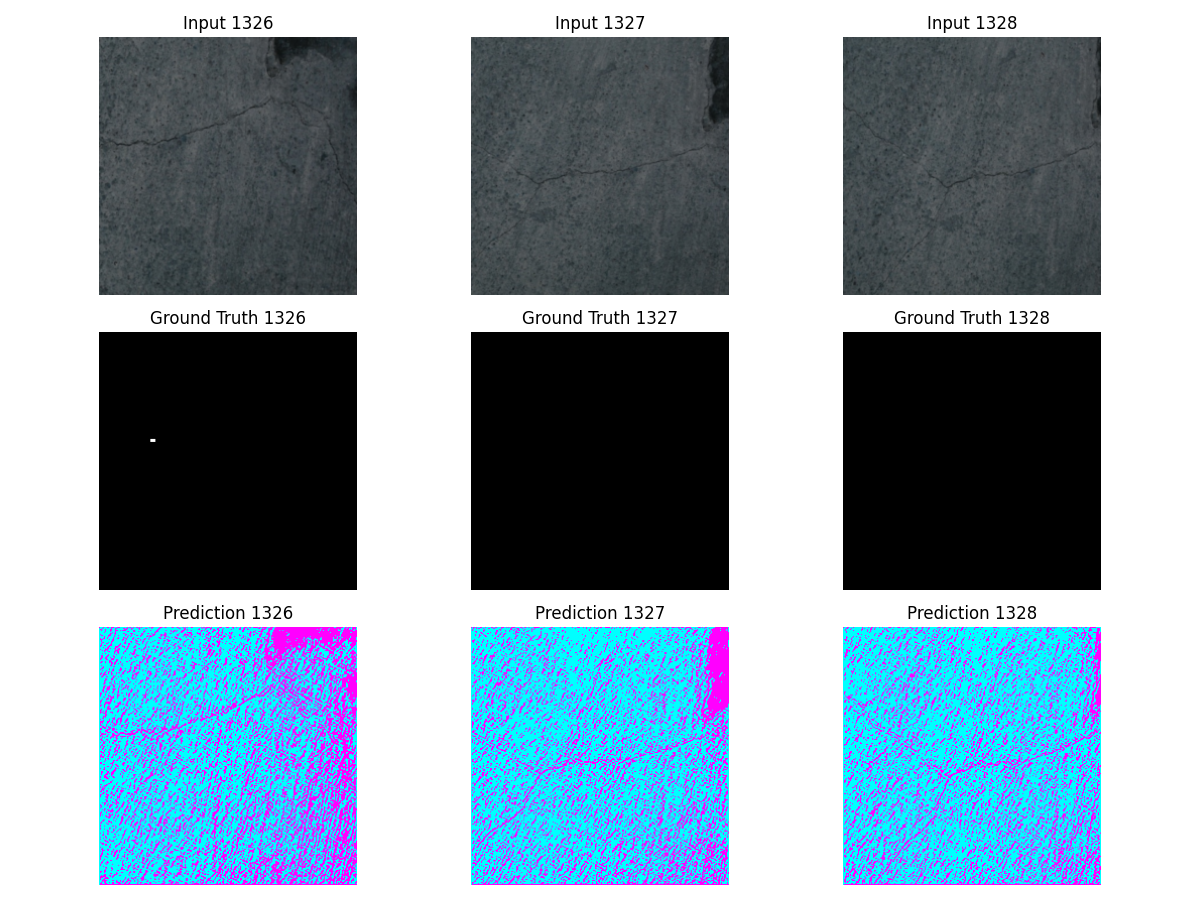 Input 1326
Input 1327
Input 1328
Ground Truth 1326
Ground Truth 1327
Ground Truth 1328
Prediction 1326
Prediction 1327
Prediction 1328